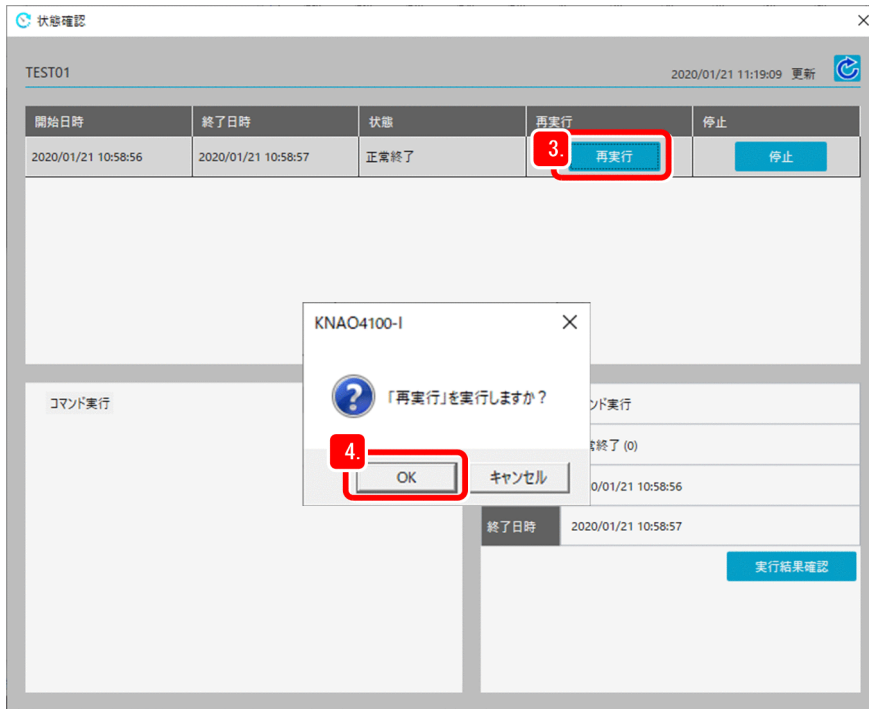 状態確認
TEST01
2020/01/21 11:19:09 更新
開始日時 終了日時 状態 再実行 停止
2020/01/21 10:58:56 2020/01/21 10:58:57 正常終了 3. 再実行 停止
KNAO4100-I
「再実行」を実行しますか?
4.
OK キャンセル
コマンド実行
ンド実行
終了 (0)
0/01/21 10:58:56
終了日時 2020/01/21 10:58:57
実行結果確認